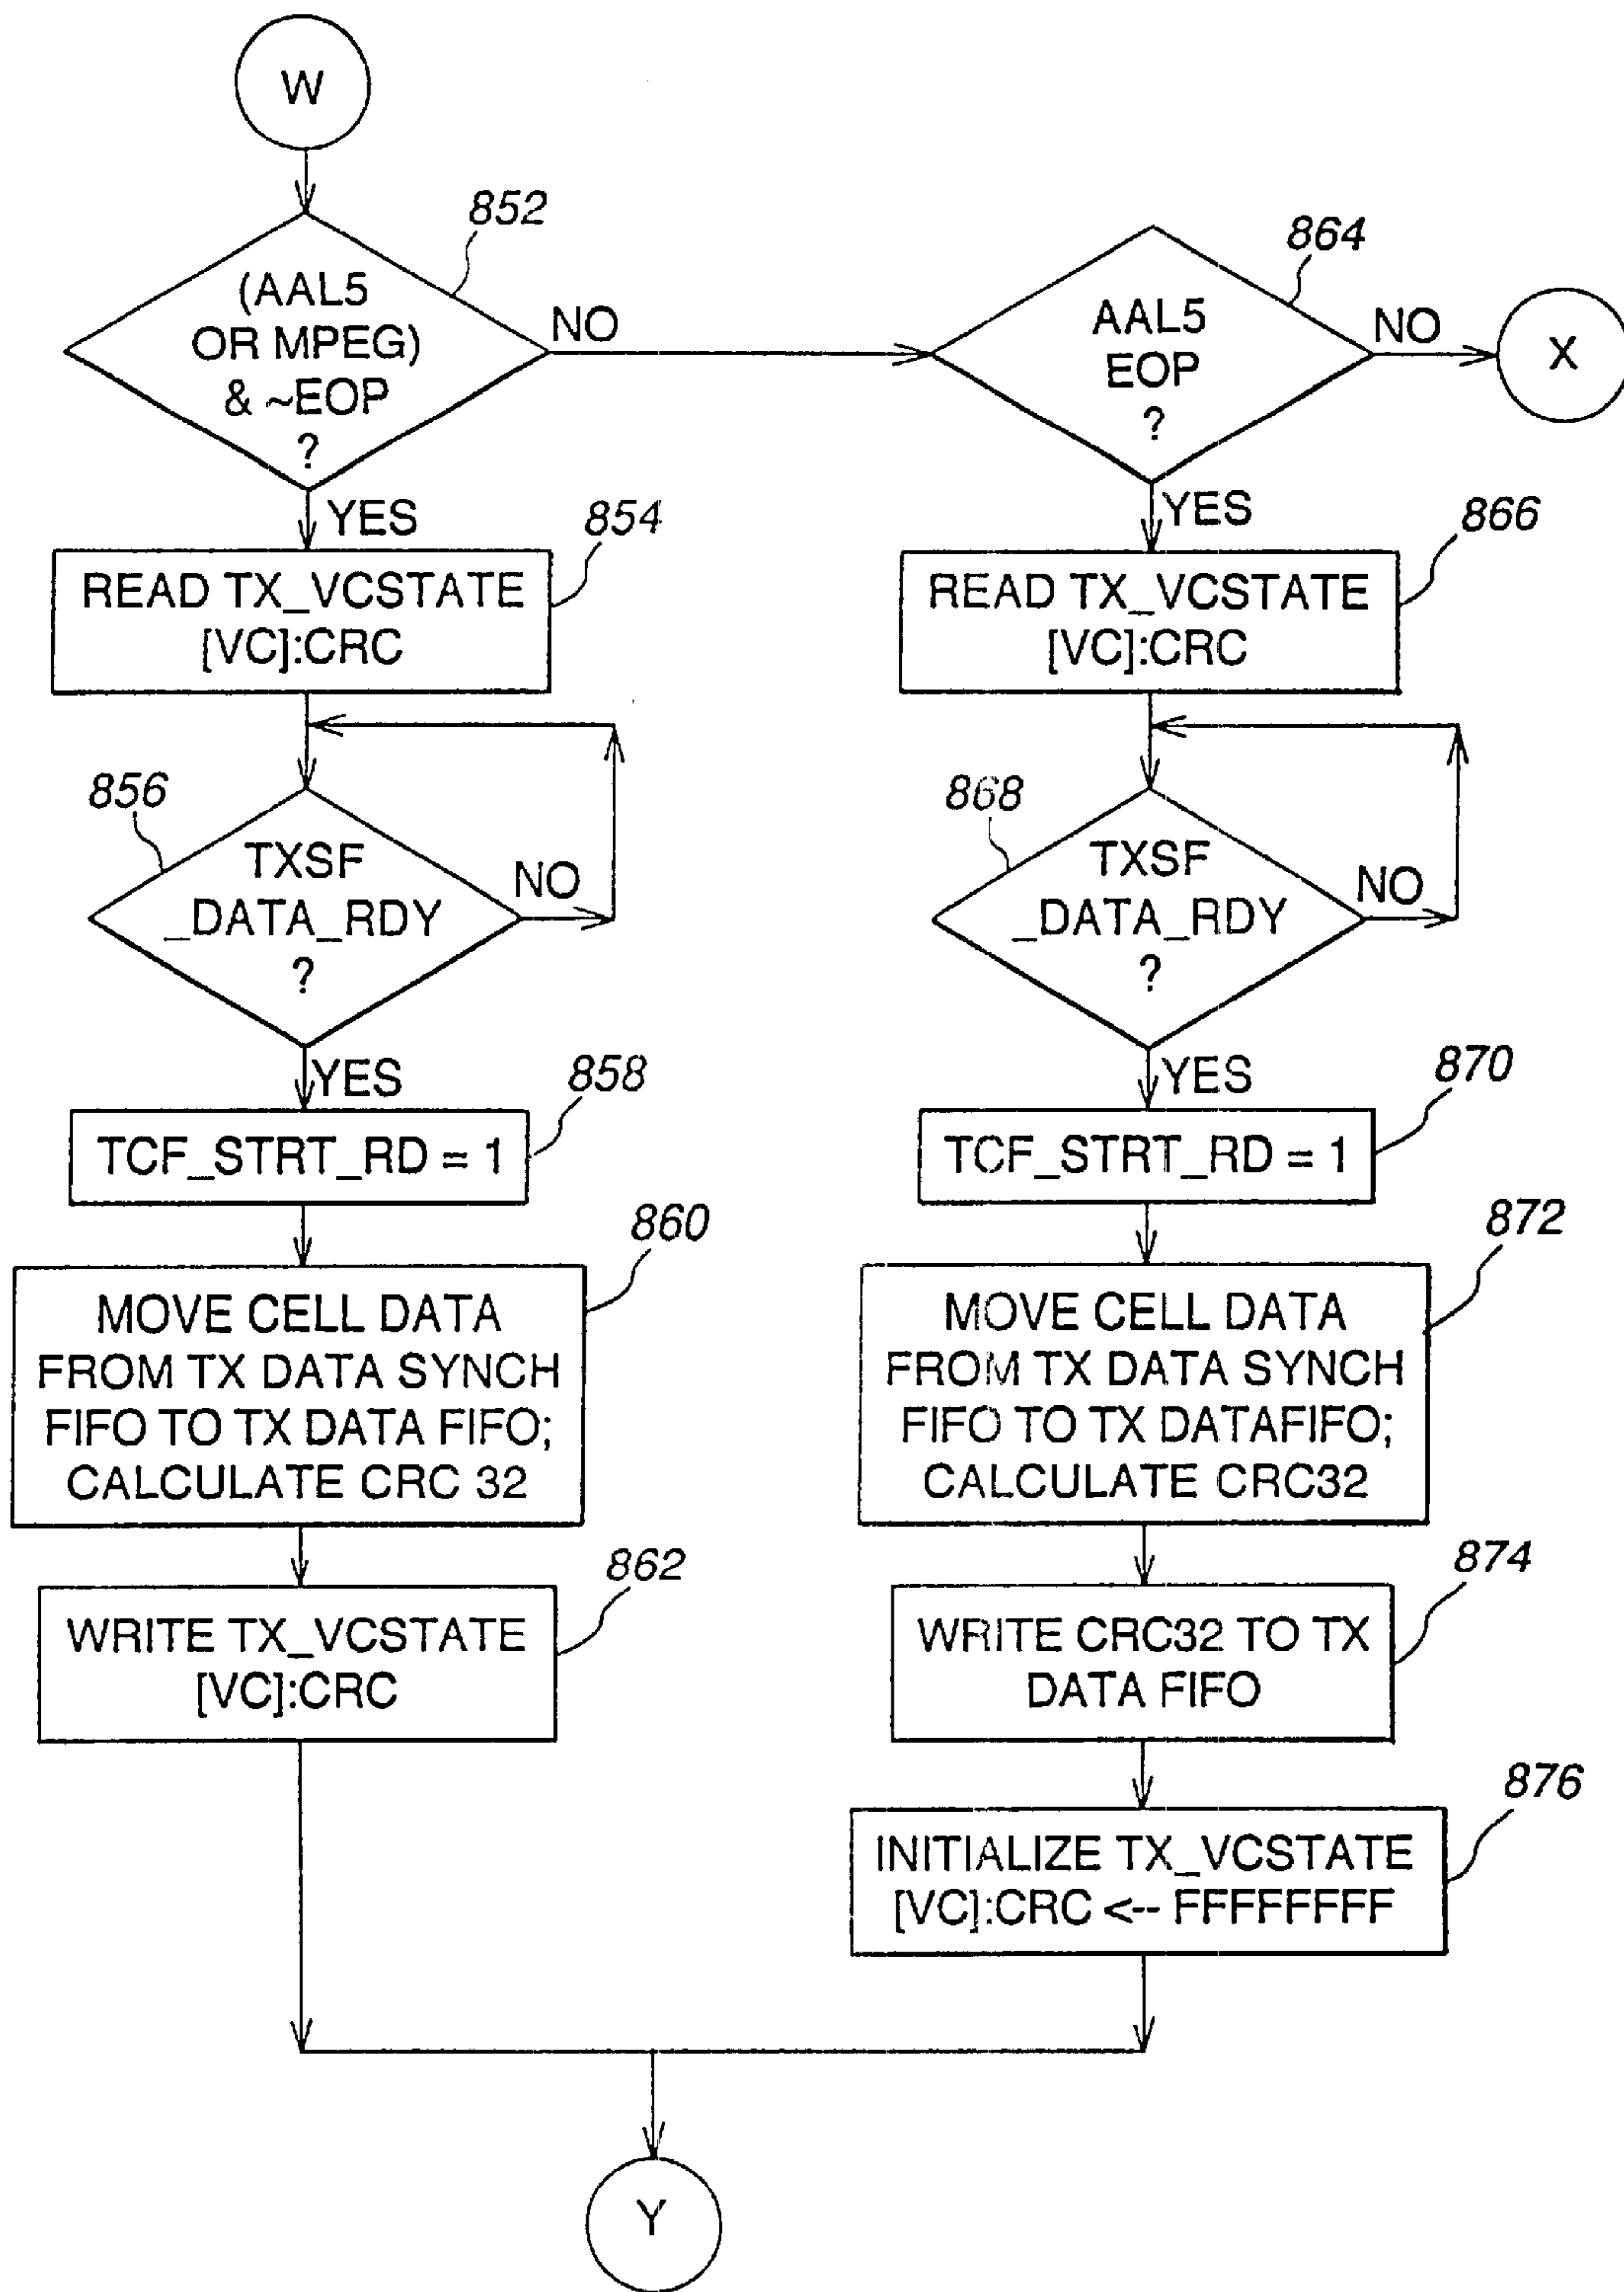 W
852
(AAL5
OR MPEG)
& ~EOP
?
NO
YES
864
AAL5
EOP
?
NO
X
YES
854
READ TX_VCSTATE
[VC]:CRC
866
READ TX_VCSTATE
[VC]:CRC
856
TXSF
_DATA_RDY
?
NO
YES
868
TXSF
_DATA_RDY
?
NO
YES
858
TCF_STRT_RD = 1
870
TCF_STRT_RD = 1
860
MOVE CELL DATA
FROM TX DATA SYNCH
FIFO TO TX DATA FIFO;
CALCULATE CRC 32
872
MOVE CELL DATA
FROM TX DATA SYNCH
FIFO TO TX DATAFIFO;
CALCULATE CRC32
862
WRITE TX_VCSTATE
[VC]:CRC
874
WRITE CRC32 TO TX
DATA FIFO
876
INITIALIZE TX_VCSTATE
[VC]:CRC <-- FFFFFFFF
Y